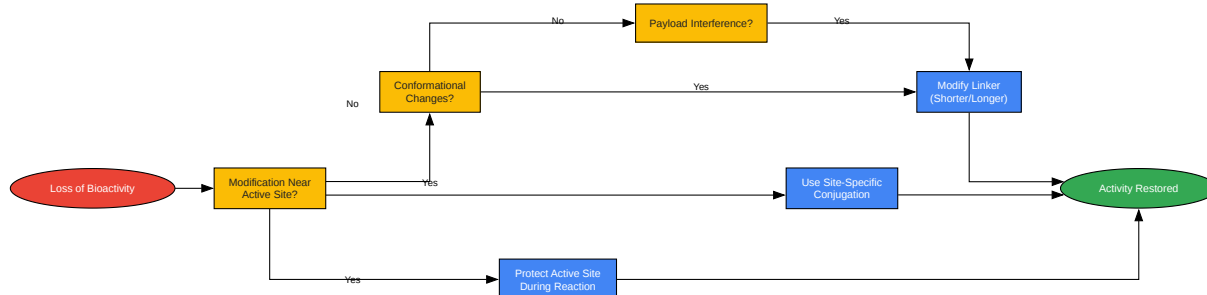 No
Payload Interference?
Yes
Conformational
Changes?
Yes
Modify Linker
(Shorter/Longer)
No
Loss of Bioactivity
Modification Near
Active Site?
Yes
Use Site-Specific
Conjugation
Activity Restored
Yes
Protect Active Site
During Reaction